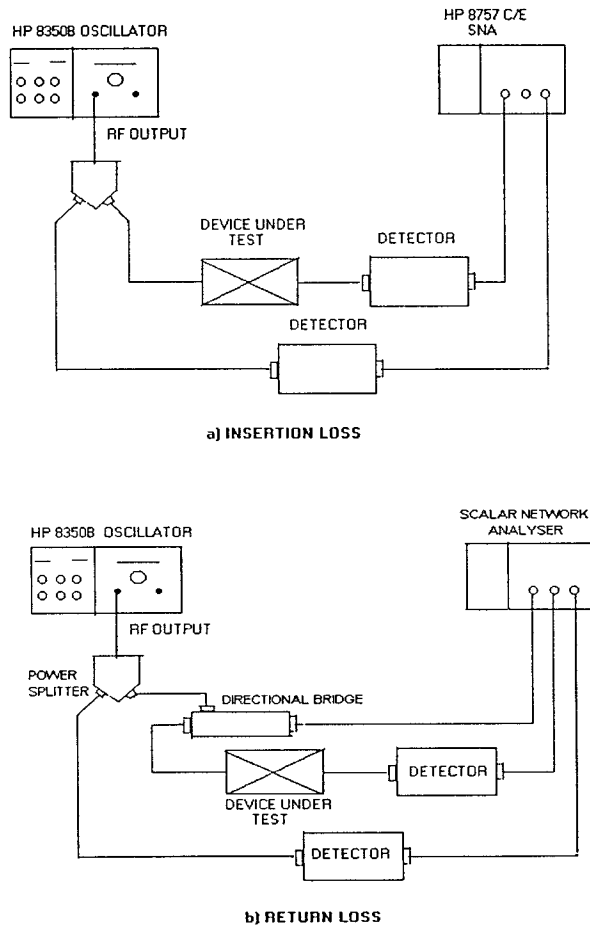 HP 8350B OSCILLATOR
HP 8757 C/E
SNA
RF OUTPUT
DEVICE UNDER
TEST
DETECTOR
DETECTOR
a) INSERTION LOSS
HP 8350B OSCILLATOR
SCALAR NETWORK
ANALYSER
RF OUTPUT
POWER
SPLITTER
DIRECTIONAL BRIDGE
DETECTOR
DEVICE UNDER
TEST
DETECTOR
b) RETURN LOSS